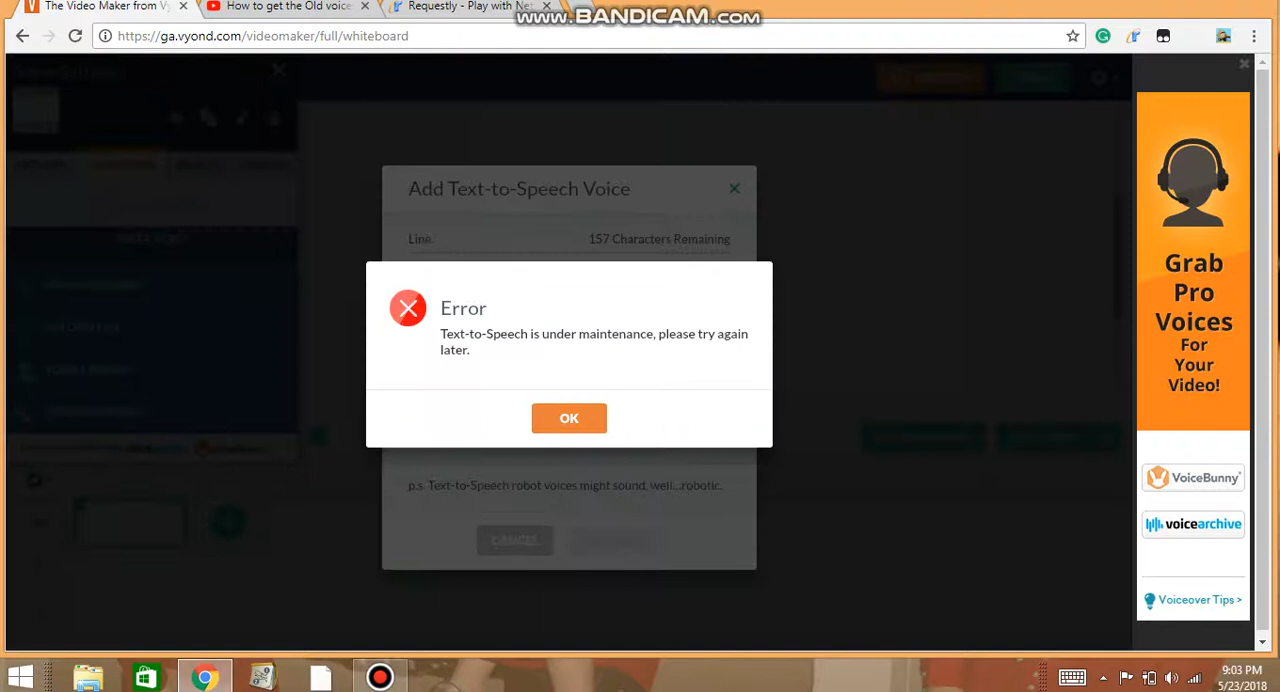 The Video Maker from Vy
How to get the Old voice
Requestly - Play with Ne
www.BANDICAM.com
https://ga.vyond.com/videomaker/full/whiteboard
Add Text-to-Speech Voice
Line
157 Characters Remaining
Error
Text-to-Speech is under maintenance, please try again
later.
OK
p.s. Text-to-Speech robot voices might sound, well...robotic.
CANCEL
Grab
Pro
Voices
For
Your
Video!
VoiceBunny
voicearchive
Voiceover Tips >
9:03 PM
5/23/2018